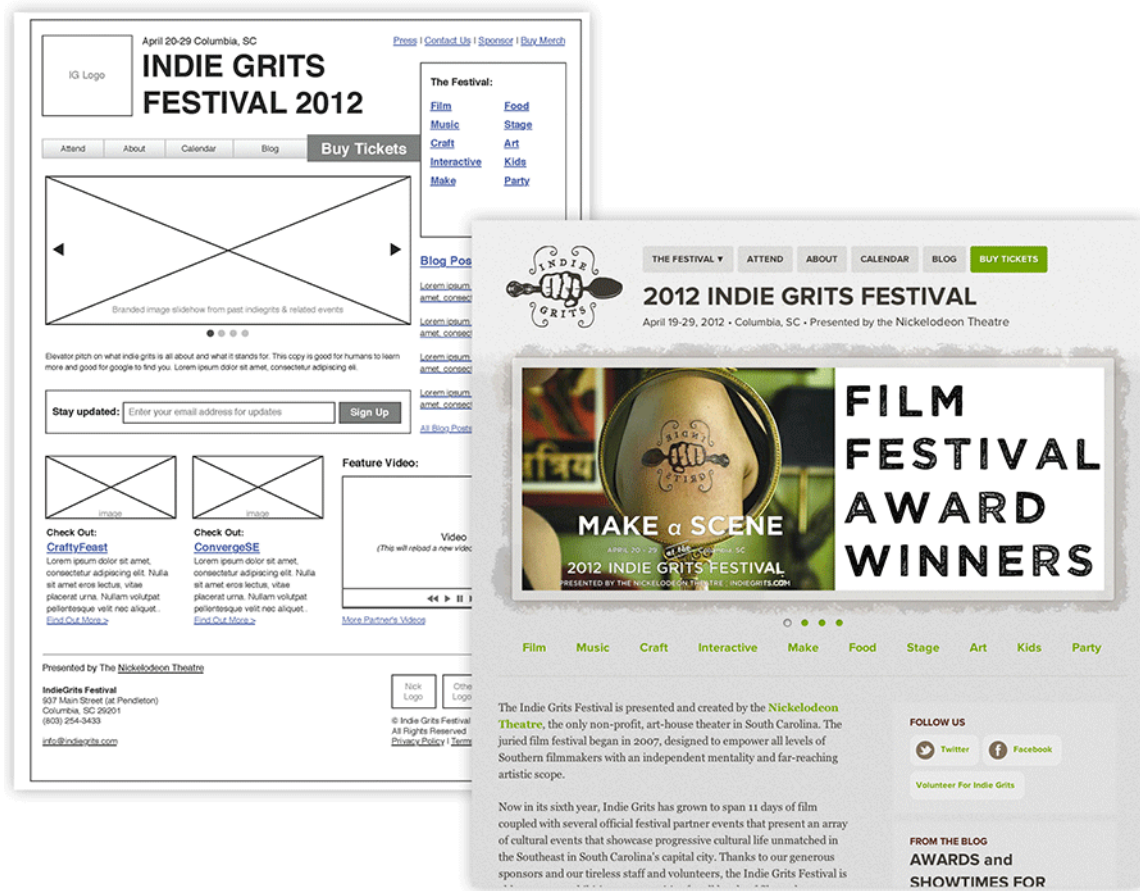 IG Logo
April 20-29 Columbia, SC
INDIE GRITS
FESTIVAL 2012
Press | Contact Us | Sponsor | Buy Merch
Attend About Calendar Blog Buy Tickets
The Festival:
Film Food
Music Stage
Craft Art
Interactive Kids
Make Party
Branded image slideshow from past indiegrits & related events
Elevator pitch on what indie grits is all about and what it stands for. This copy is good for humans to learn
more and good for google to find you. Lorem ipsum dolor sit amet, consectetur adipiscing eli.
Stay updated: Enter your email address for updates Sign Up
Blog Pos
Lorem ipsum
amet, consect
Lorem ipsum
amet, consect
Lorem ipsum
amet, consect
Lorem ipsum
amet, consect
All Blog Posts
image
Check Out:
CraftyFeast
Lorem ipsum dolor sit amet,
consectetur adipiscing elit. Nulla
sit amet eros lectus, vitae
placerat urna. Nullam volutpat
pellentesque velit nec aliquet..
Find Out More >
image
Check Out:
ConvergeSE
Lorem ipsum dolor sit amet,
consectetur adipiscing elit. Nulla
sit amet eros lectus, vitae
placerat urna. Nullam volutpat
pellentesque velit nec aliquet..
Find Out More >
Feature Video:
Video
(This will reload a new video
More Partner's Videos
Presented by The Nickelodeon Theatre
IndieGrits Festival
937 Main Street (at Pendleton)
Columbia, SC 29201
(803) 254-3433
info@indiegrits.com
Nick
Logo
Othe
Logo
© Indie Grits Festival
All Rights Reserved
Privacy Policy | Terms
INDIE
GRITS
THE FESTIVAL ▾ ATTEND ABOUT CALENDAR BLOG BUY TICKETS
2012 INDIE GRITS FESTIVAL
April 19-29, 2012 • Columbia, SC • Presented by the Nickelodeon Theatre
MAKE a SCENE
APRIL 20 - 29 at the Columbia, SC
2012 INDIE GRITS FESTIVAL
PRESENTED BY THE NICKELODEON THEATRE : INDIEGRITS.COM
FILM
FESTIVAL
AWARD
WINNERS
Film Music Craft Interactive Make Food Stage Art Kids Party
The Indie Grits Festival is presented and created by the Nickelodeon
Theatre, the only non-profit, art-house theater in South Carolina. The
juried film festival began in 2007, designed to empower all levels of
Southern filmmakers with an independent mentality and far-reaching
artistic scope.
Now in its sixth year, Indie Grits has grown to span 11 days of film
coupled with several official festival partner events that present an array
of cultural events that showcase progressive cultural life unmatched in
the Southeast in South Carolina's capital city. Thanks to our generous
sponsors and our tireless staff and volunteers, the Indie Grits Festival is
FOLLOW US
Twitter Facebook
Volunteer For Indie Grits
FROM THE BLOG
AWARDS and
SHOWTIMES FOR